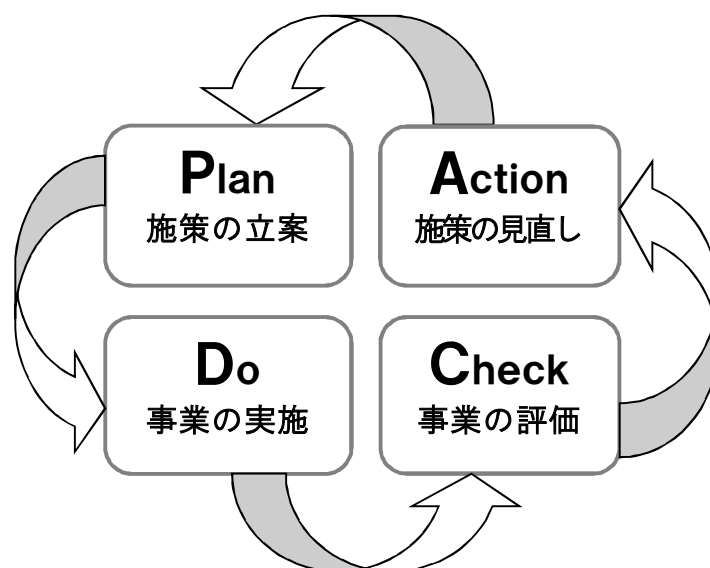 Plan
施策の立案
Action
施策の見直し
Do
事業の実施
Check
事業の評価